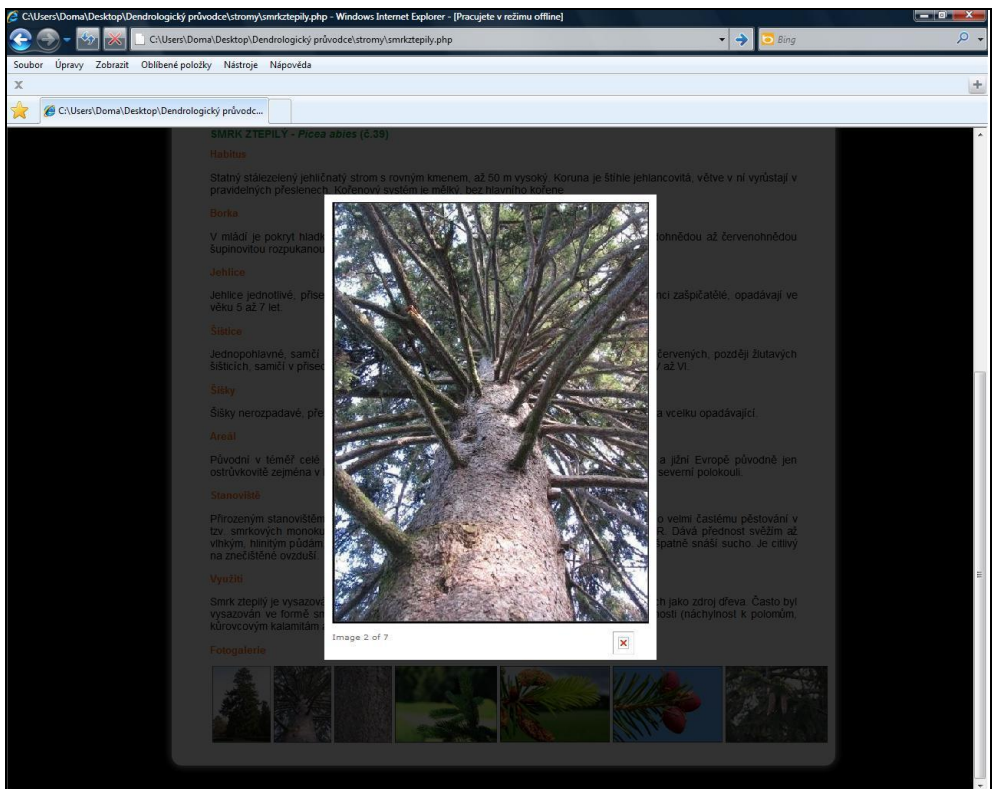 C:\Users\Doma\Desktop\Dendrologický průvodce\stromy\smrkztepily.php - Windows Internet Explorer - [Pracujete v režimu offline]
C:\Users\Doma\Desktop\Dendrologický průvodce\stromy\smrkztepily.php
Bing
Soubor Úpravy Zobrazit Oblíbené položky Nástroje Nápověda
x
C:\Users\Doma\Desktop\Dendrologický průvodc...
SMRK ZTEPILÝ - Picea abies (č.39)
Habitus
Statný stálezelený jehličnatý strom s rovným kmenem, až 50 m vysoký. Koruna je štíhle jehlancovitá, větve v ní vyrůstají v
pravidelných přeslenech. Kořenový systém je mělký, bez hlavního kořene
Borka
V mládí je pokryt hladk tohnědou až červenohnědou
šupinovitou rozpukanou
Jehlice
Jehlice jednotlivé, přise nci zašpičatělé, opadávají ve
věku 5 až 7 let.
Šištice
Jednopohlavné, samčí červených, později žlutavých
šišticích, samičí v přised až VI.
Šišky
Šišky nerozpadavé, pře a vcelku opadávající.
Areál
Původní v téměř celé a jižní Evropě původně jen
ostrůvkovitě zejména v severní polokouli.
Stanoviště
Přirozeným stanovištěm o velmi častému pěstování v
tzv. smrkových monoku R. Dává přednost svěžím až
vlhkým, hlinitým půdám špatně snáší sucho. Je citlivý
na znečištěné ovzduší.
Využití
Smrk ztepilý je vysazová ch jako zdroj dřeva. Často byl
vysazován ve formě sm nosti (náchylnost k polomům,
kůrovcovým kalamitám
Image 2 of 7
Fotogalerie